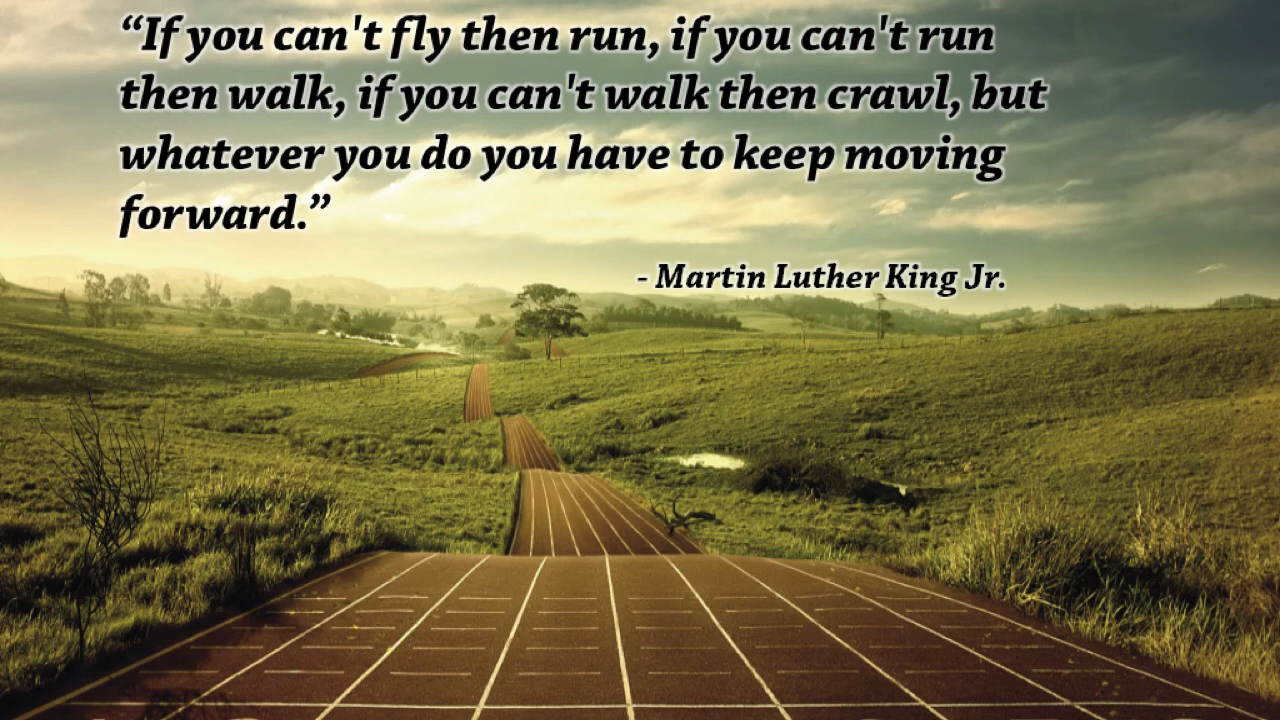 “If you can't fly then run, if you can't run
then walk, if you can't walk then crawl, but
whatever you do you have to keep moving
forward.”
- Martin Luther King Jr.